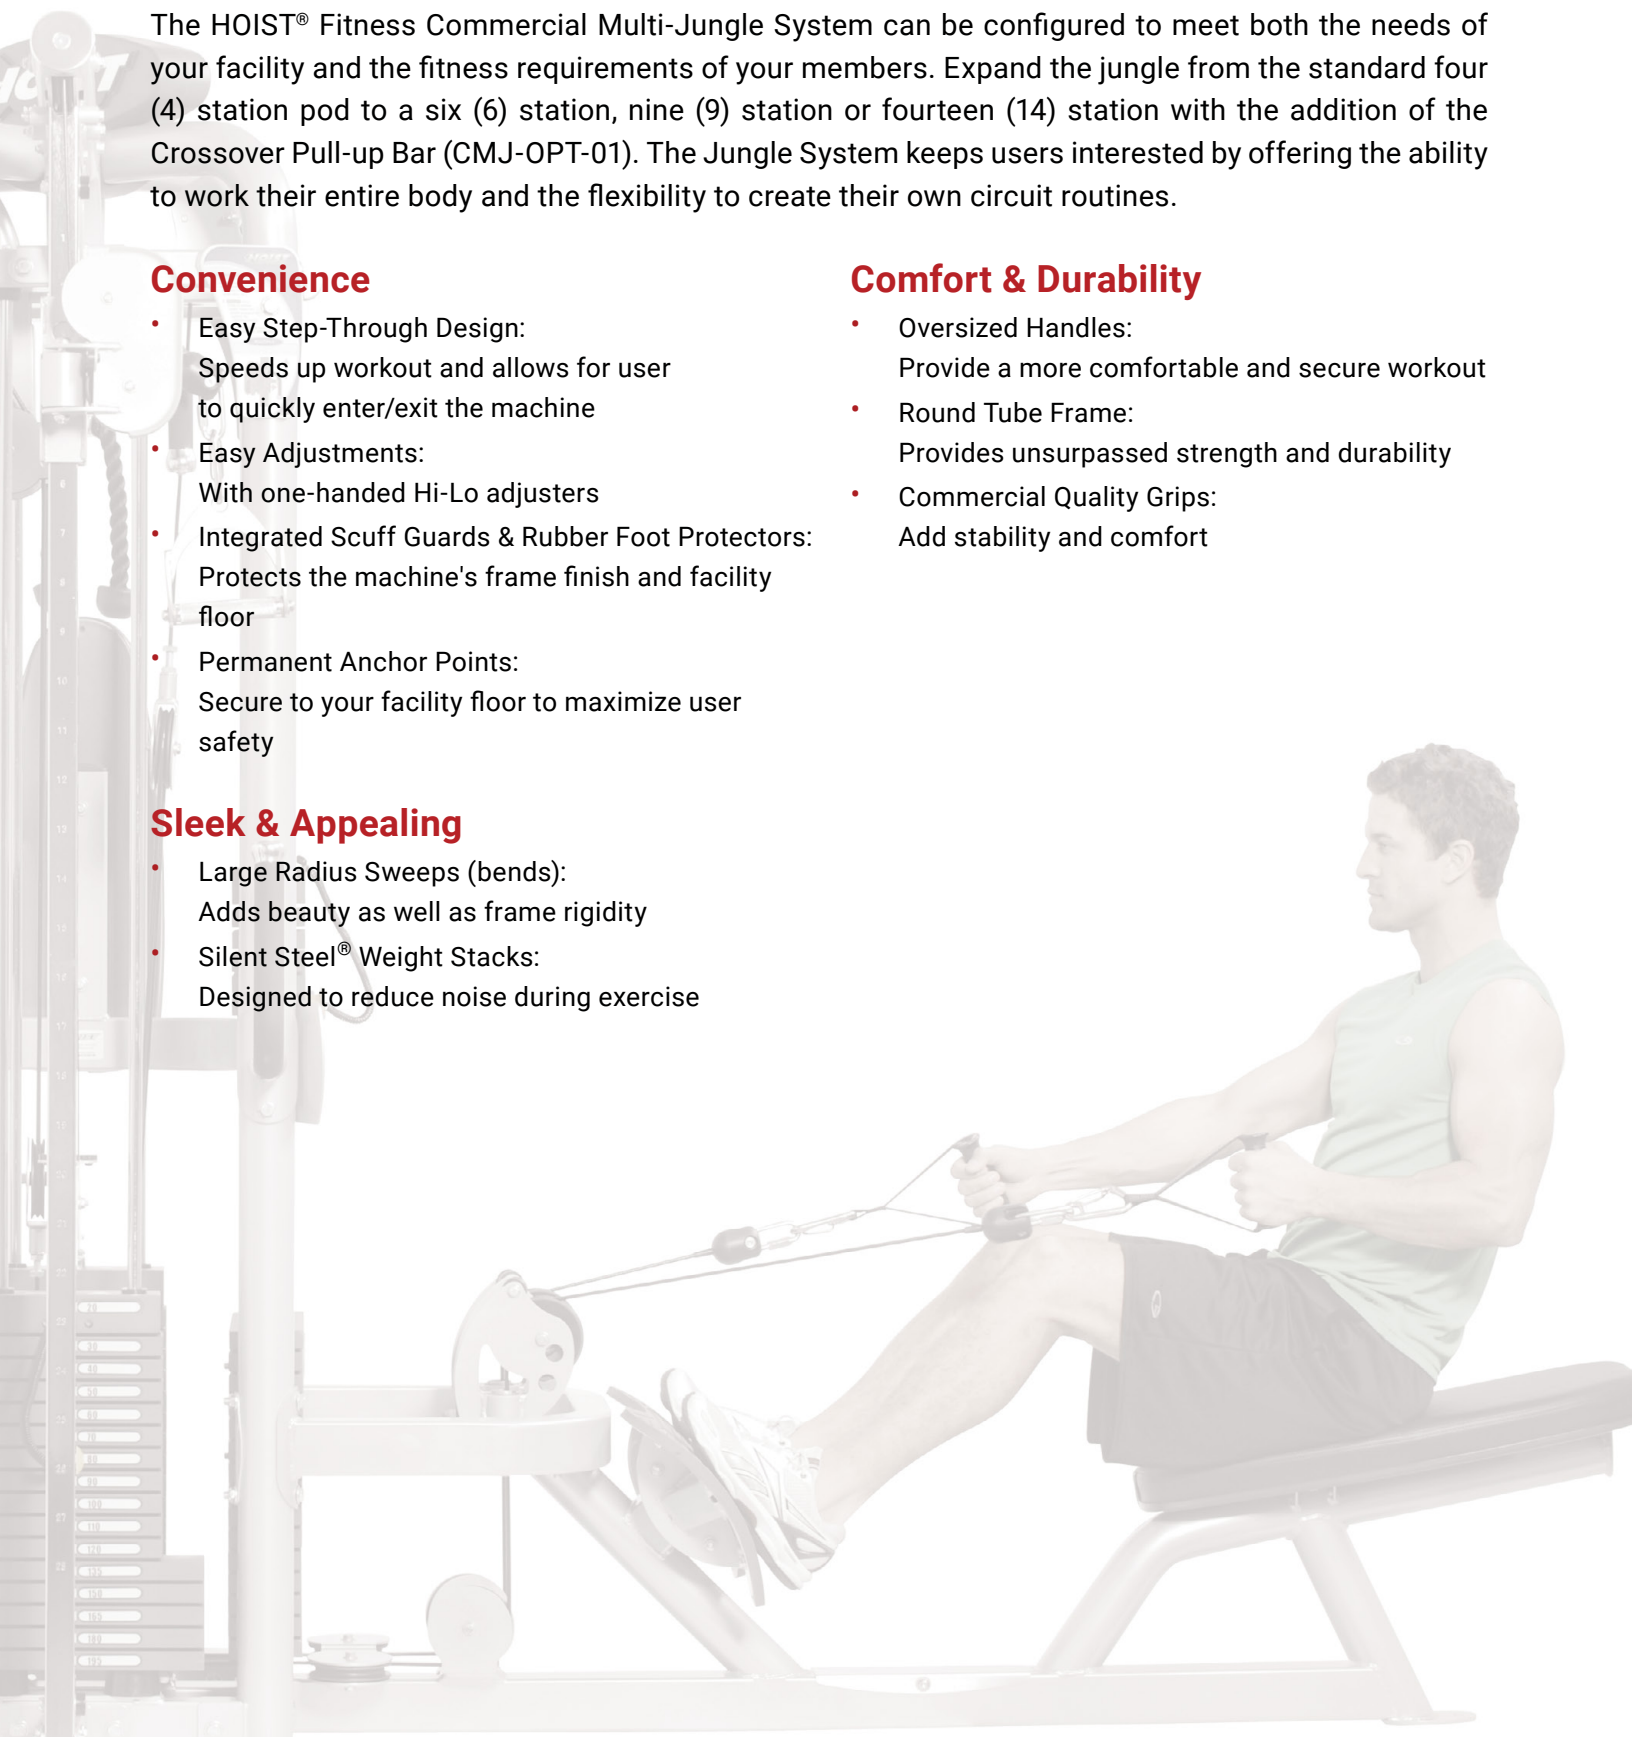 The HOIST® Fitness Commercial Multi-Jungle System can be configured to meet both the needs of
your facility and the fitness requirements of your members. Expand the jungle from the standard four
(4) station pod to a six (6) station, nine (9) station or fourteen (14) station with the addition of the
Crossover Pull-up Bar (CMJ-OPT-01). The Jungle System keeps users interested by offering the ability
to work their entire body and the flexibility to create their own circuit routines.
Convenience
• Easy Step-Through Design:
Speeds up workout and allows for user
to quickly enter/exit the machine
• Easy Adjustments:
With one-handed Hi-Lo adjusters
• Integrated Scuff Guards & Rubber Foot Protectors:
Protects the machine's frame finish and facility
floor
• Permanent Anchor Points:
Secure to your facility floor to maximize user
safety
Sleek & Appealing
• Large Radius Sweeps (bends):
Adds beauty as well as frame rigidity
• Silent Steel® Weight Stacks:
Designed to reduce noise during exercise
Comfort & Durability
• Oversized Handles:
Provide a more comfortable and secure workout
• Round Tube Frame:
Provides unsurpassed strength and durability
• Commercial Quality Grips:
Add stability and comfort